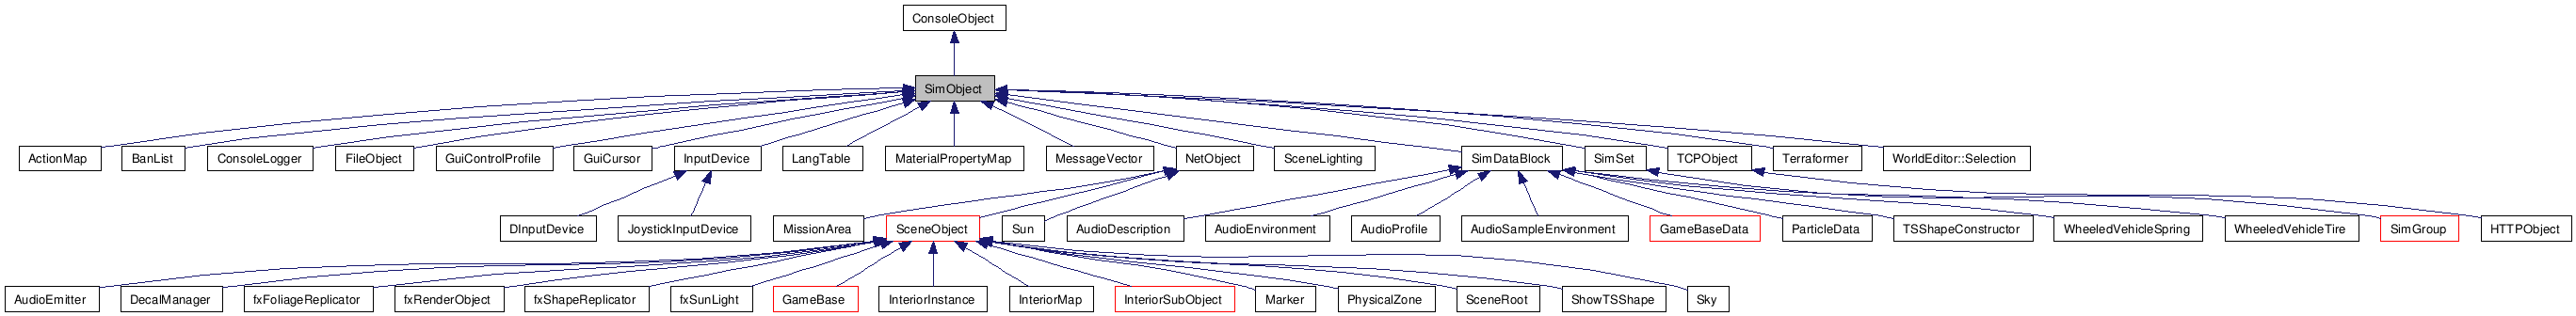 ConsoleObject
SimObject
ActionMap
BanList
ConsoleLogger
FileObject
GuiControlProfile
GuiCursor
InputDevice
LangTable
MaterialPropertyMap
MessageVector
NetObject
SceneLighting
SimDataBlock
SimSet
TCPObject
Terraformer
WorldEditor::Selection
DInputDevice
JoystickInputDevice
MissionArea
SceneObject
Sun
AudioDescription
AudioEnvironment
AudioProfile
AudioSampleEnvironment
GameBaseData
ParticleData
TSShapeConstructor
WheeledVehicleSpring
WheeledVehicleTire
SimGroup
HTTPObject
AudioEmitter
DecalManager
fxFoliageReplicator
fxRenderObject
fxShapeReplicator
fxSunLight
GameBase
InteriorInstance
InteriorMap
InteriorSubObject
Marker
PhysicalZone
SceneRoot
ShowTSShape
Sky